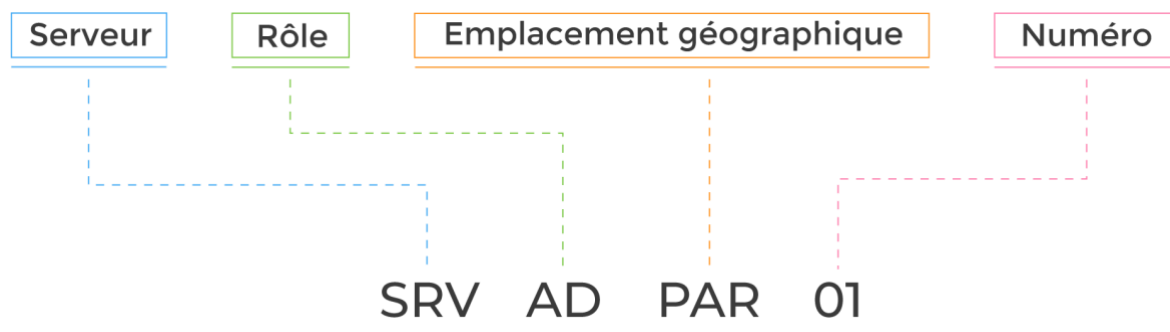 Serveur Rôle Emplacement géographique Numéro
SRV AD PAR 01